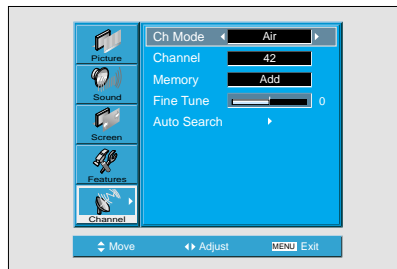 Picture
Sound
Screen
Features
Channel
Ch Mode Air
Channel 42
Memory Add
Fine Tune 0
Auto Search
Move Adjust MENU Exit